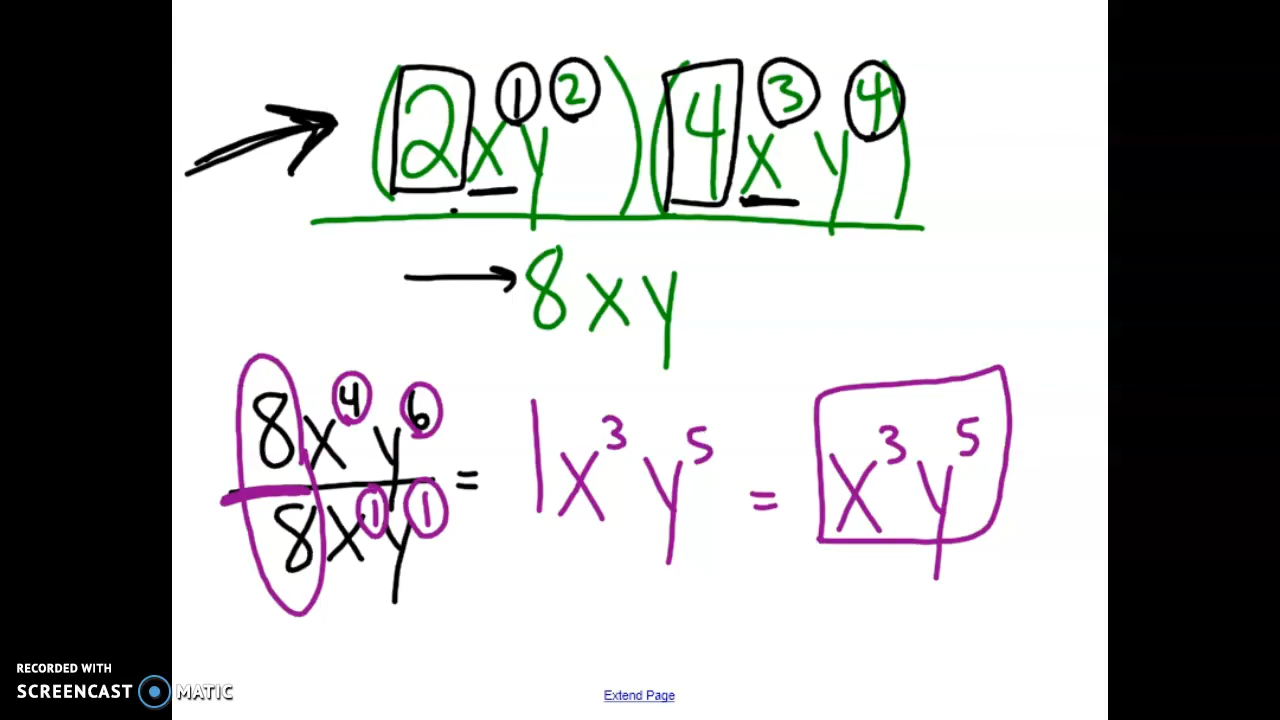 (2x¹y²)(4x³y⁴)
8xy
8x⁴y⁶
8x¹y¹
= 1x³y⁵ = x³y⁵
RECORDED WITH
SCREENCAST MATIC
Extend Page